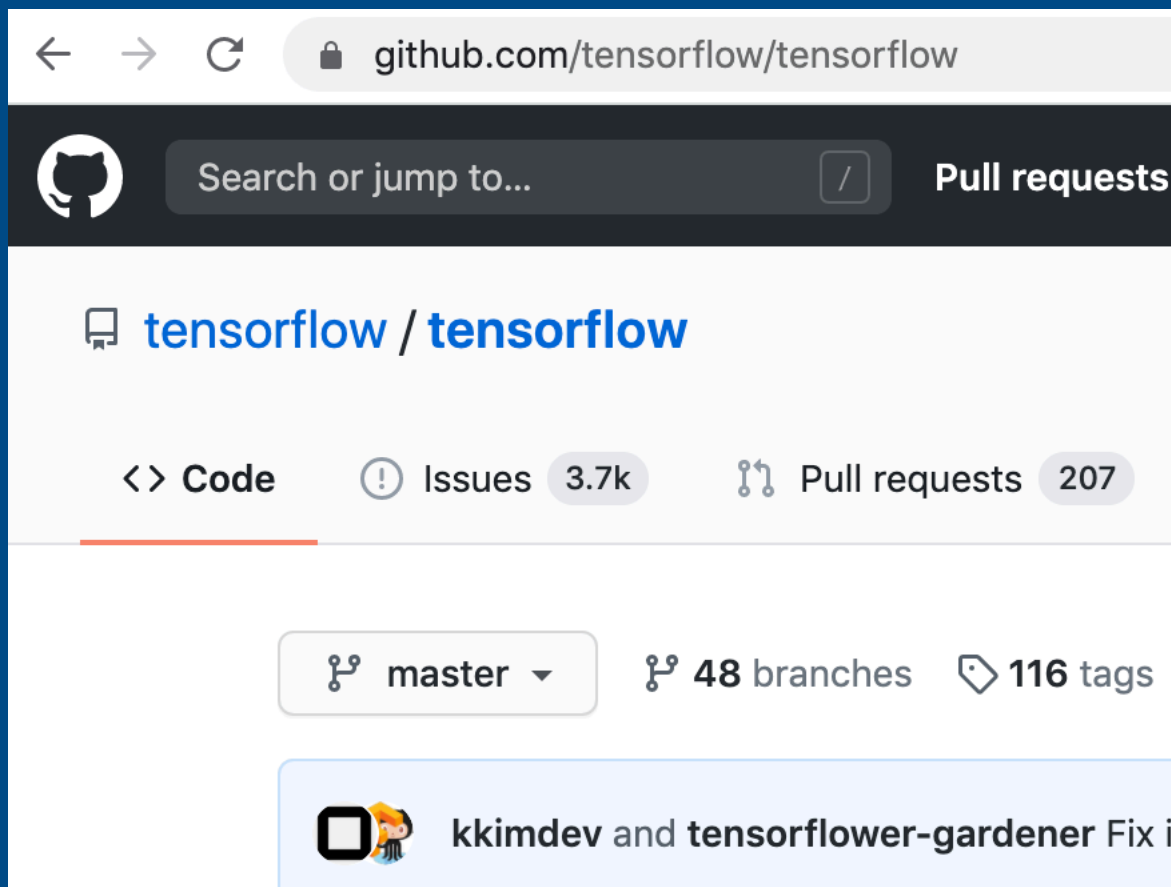 github.com/tensorflow/tensorflow
Search or jump to... / Pull requests
tensorflow / tensorflow
<> Code Issues 3.7k Pull requests 207
master 48 branches 116 tags
kkimdev and tensorflower-gardener Fix i